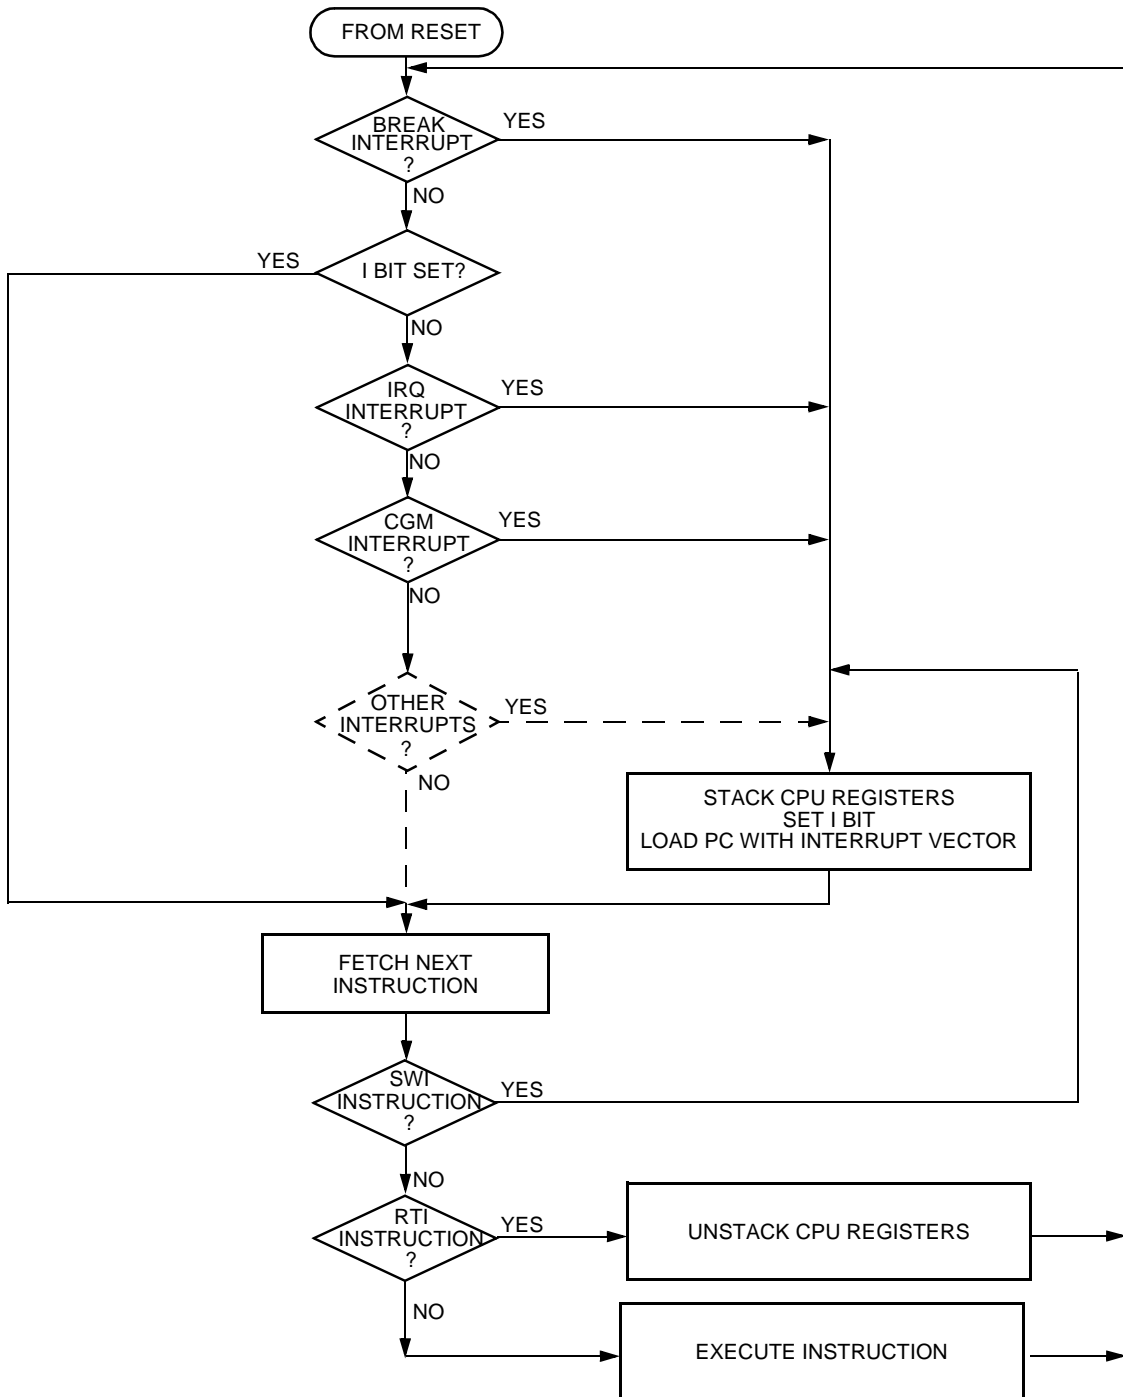 FROM RESET
BREAK
INTERRUPT
?
YES
NO
I BIT SET?
YES
NO
IRQ
INTERRUPT
?
YES
NO
CGM
INTERRUPT
?
YES
NO
OTHER
INTERRUPTS
?
YES
NO
STACK CPU REGISTERS
SET I BIT
LOAD PC WITH INTERRUPT VECTOR
FETCH NEXT
INSTRUCTION
SWI
INSTRUCTION
?
YES
NO
RTI
INSTRUCTION
?
YES
UNSTACK CPU REGISTERS
NO
EXECUTE INSTRUCTION